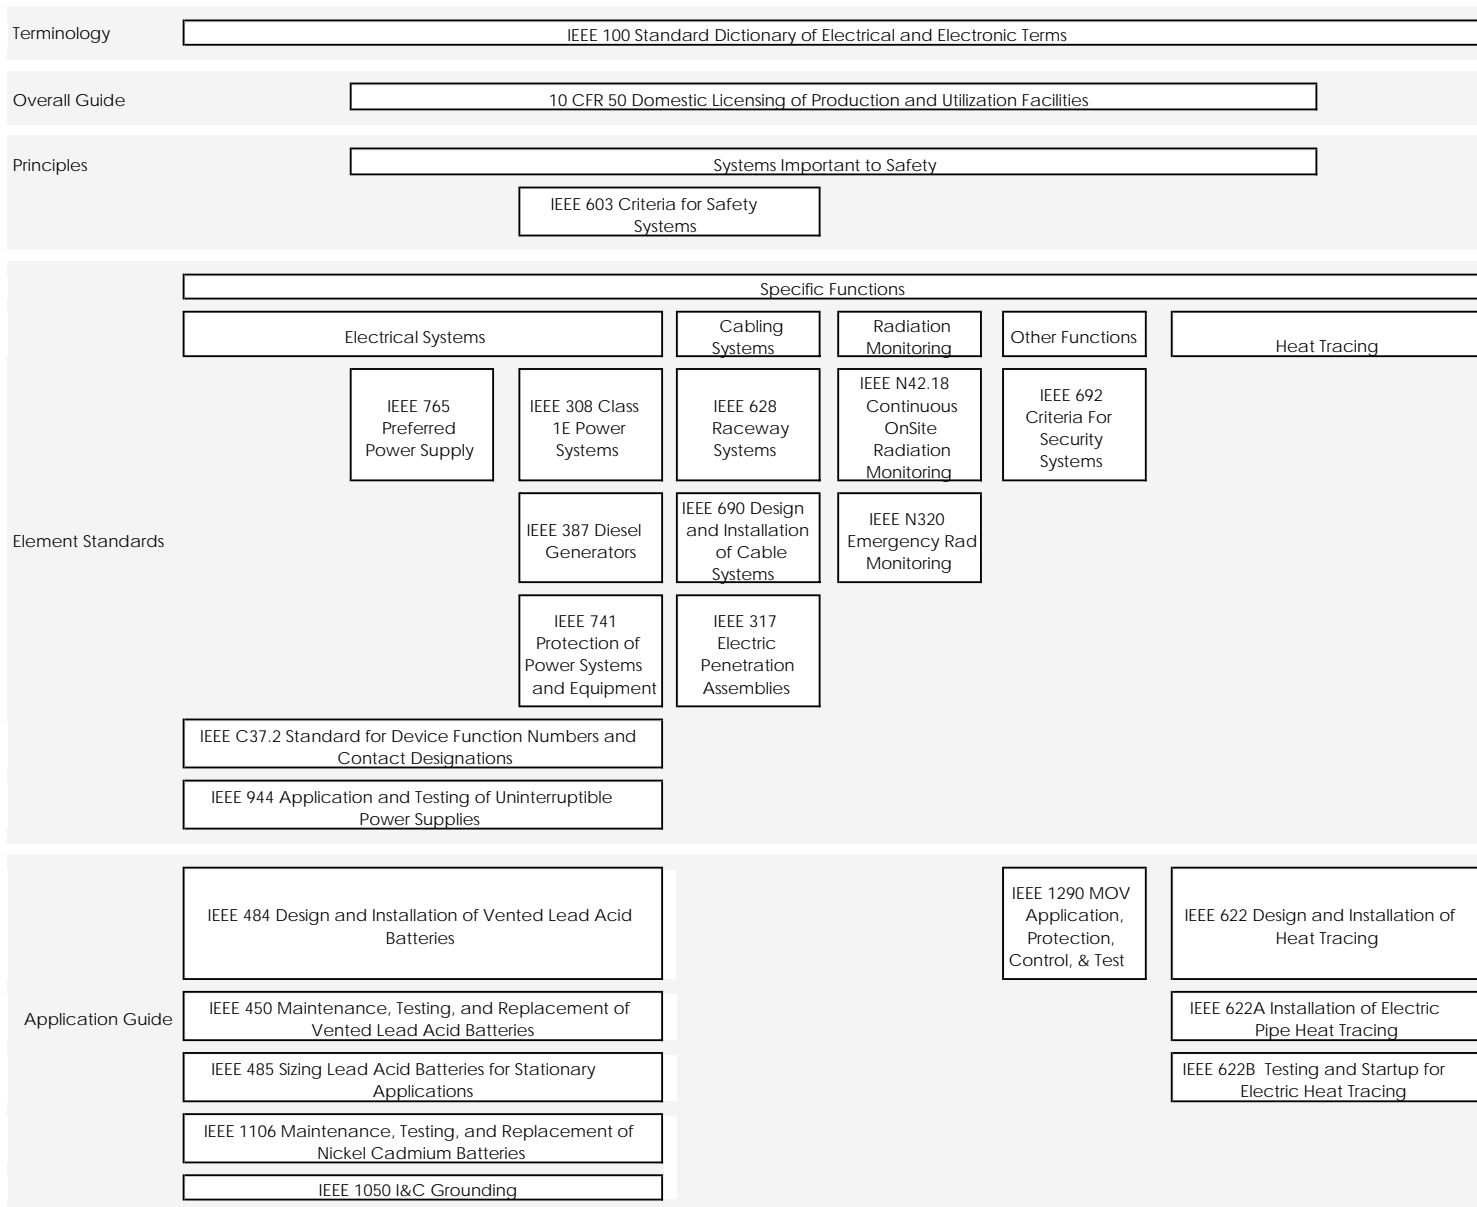 Terminology
IEEE 100 Standard Dictionary of Electrical and Electronic Terms
Overall Guide
10 CFR 50 Domestic Licensing of Production and Utilization Facilities
Principles
Systems Important to Safety
IEEE 603 Criteria for Safety
Systems
Specific Functions
Electrical Systems
Cabling
Systems
Radiation
Monitoring
Other Functions
Heat Tracing
Element Standards
IEEE 765
Preferred
Power Supply
IEEE 308 Class
1E Power
Systems
IEEE 628
Raceway
Systems
IEEE N42.18
Continuous
OnSite
Radiation
Monitoring
IEEE 692
Criteria For
Security
Systems
IEEE 387 Diesel
Generators
IEEE 690 Design
and Installation
of Cable
Systems
IEEE N320
Emergency Rad
Monitoring
IEEE 741
Protection of
Power Systems
and Equipment
IEEE 317
Electric
Penetration
Assemblies
IEEE C37.2 Standard for Device Function Numbers and
Contact Designations
IEEE 944 Application and Testing of Uninterruptible
Power Supplies
Application Guide
IEEE 484 Design and Installation of Vented Lead Acid
Batteries
IEEE 1290 MOV
Application,
Protection,
Control, & Test
IEEE 622 Design and Installation of
Heat Tracing
IEEE 450 Maintenance, Testing, and Replacement of
Vented Lead Acid Batteries
IEEE 622A Installation of Electric
Pipe Heat Tracing
IEEE 485 Sizing Lead Acid Batteries for Stationary
Applications
IEEE 622B Testing and Startup for
Electric Heat Tracing
IEEE 1106 Maintenance, Testing, and Replacement of
Nickel Cadmium Batteries
IEEE 1050 I&C Grounding